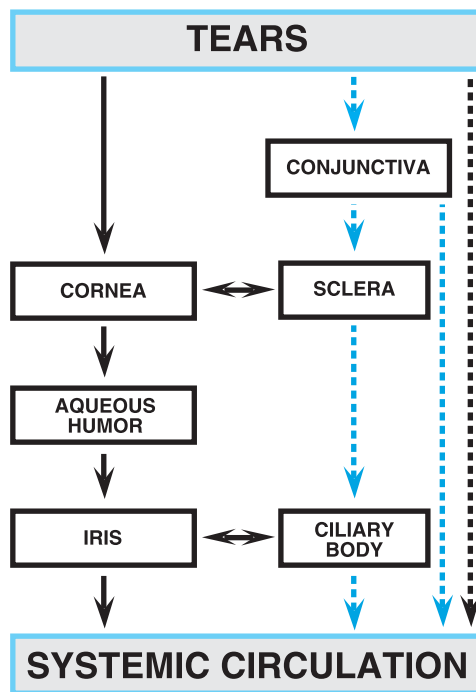 TEARS
CONJUNCTIVA
CORNEA
SCLERA
AQUEOUS
HUMOR
IRIS
CILIARY
BODY
SYSTEMIC CIRCULATION